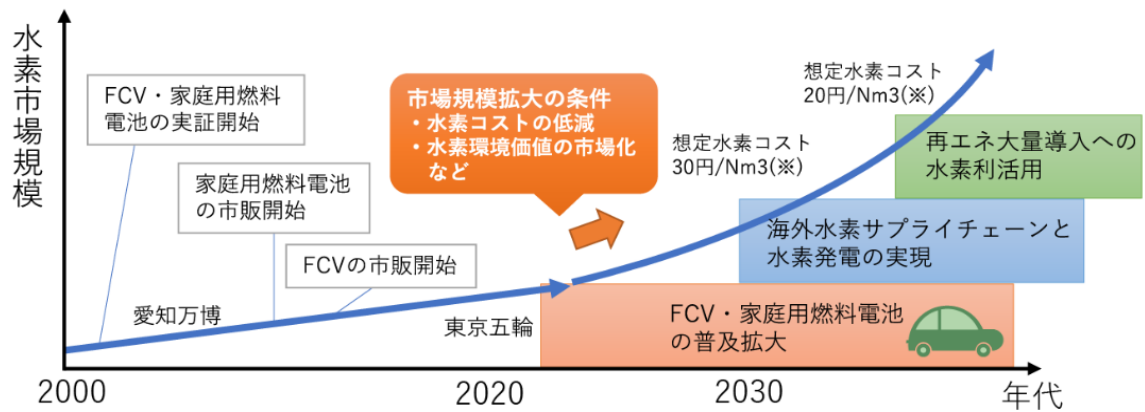 水素市場規模
FCV・家庭用燃料
電池の実証開始
家庭用燃料電池
の市販開始
FCVの市販開始
愛知万博
東京五輪
市場規模拡大の条件
・水素コストの低減
・水素環境価値の市場化
など
想定水素コスト
30円/Nm3(※)
想定水素コスト
20円/Nm3(※)
再エネ大量導入への
水素利活用
海外水素サプライチェーンと
水素発電の実現
FCV・家庭用燃料電池
の普及拡大
2000
2020
2030
年代